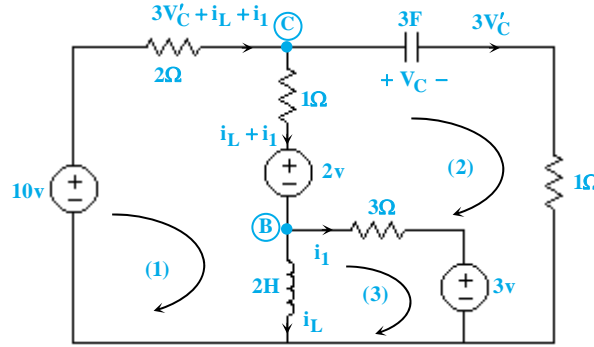 3V′C + iL + i1
C
3F
3V′C
2Ω
+ VC −
1Ω
iL + i1
10v
+
−
+
−
2v
(2)
1Ω
B
3Ω
i1
(1)
2H
(3)
+
−
3v
iL